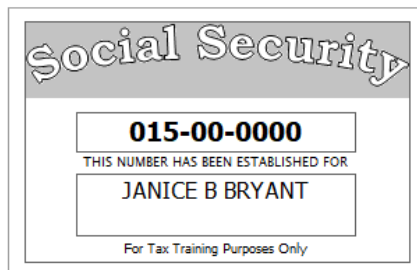 Social Security
015-00-0000
THIS NUMBER HAS BEEN ESTABLISHED FOR
JANICE B BRYANT
For Tax Training Purposes Only